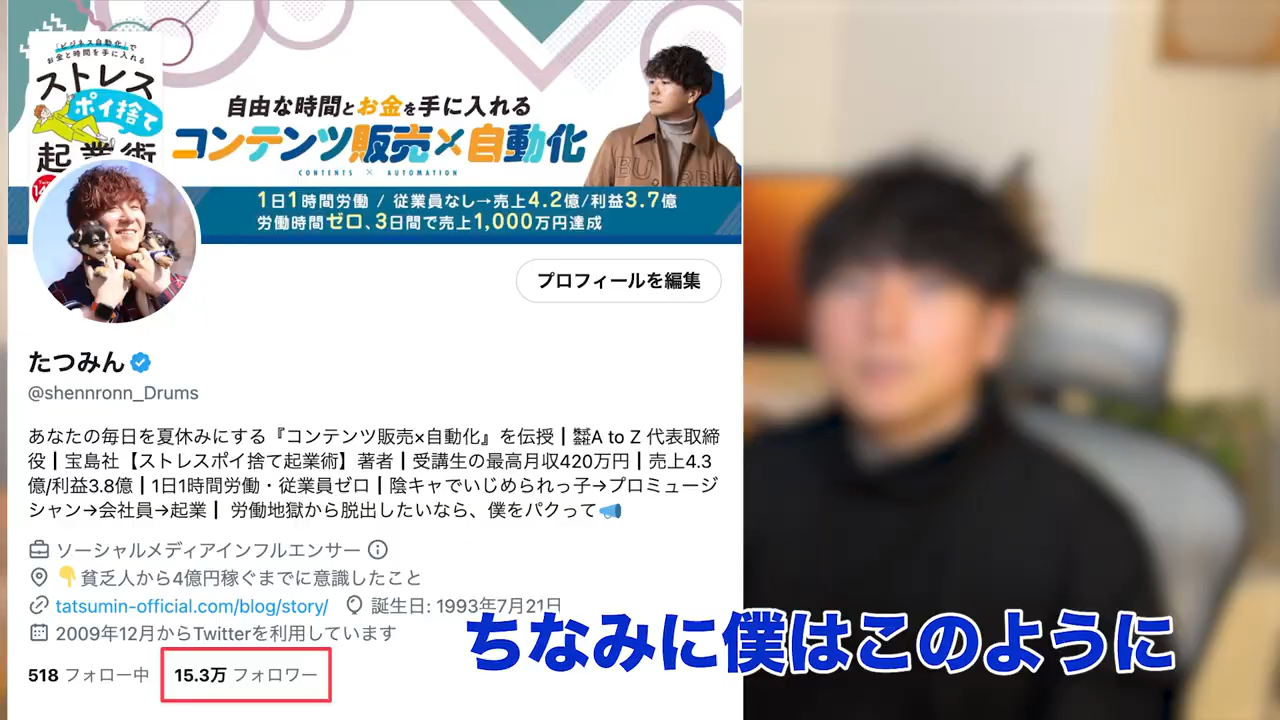 「ビジネス自動化」で
お金と時間を手に入れる
ストレス
ポイ捨て
起業術
自由な時間とお金を手に入れる
コンテンツ販売×自動化
CONTENTS × AUTOMATION
1日1時間労働 / 従業員なし→売上4.2億/利益3.7億
労働時間ゼロ、3日間で売上1,000万円達成
プロフィールを編集
たつみん
@shennronn_Drums
あなたの毎日を夏休みにする『コンテンツ販売×自動化』を伝授┃㍿A to Z 代表取締
役┃宝島社【ストレスポイ捨て起業術】著者┃受講生の最高月収420万円┃売上4.3
億/利益3.8億┃1日1時間労働・従業員ゼロ┃陰キャでいじめられっ子→プロミュージ
シャン→会社員→起業┃ 労働地獄から脱出したいなら、僕をパクって📣
ソーシャルメディアインフルエンサー
👇貧乏人から4億円稼ぐまでに意識したこと
tatsumin-official.com/blog/story/ 誕生日: 1993年7月21日
2009年12月からTwitterを利用しています
518 フォロー中 15.3万 フォロワー
ちなみに僕はこのように